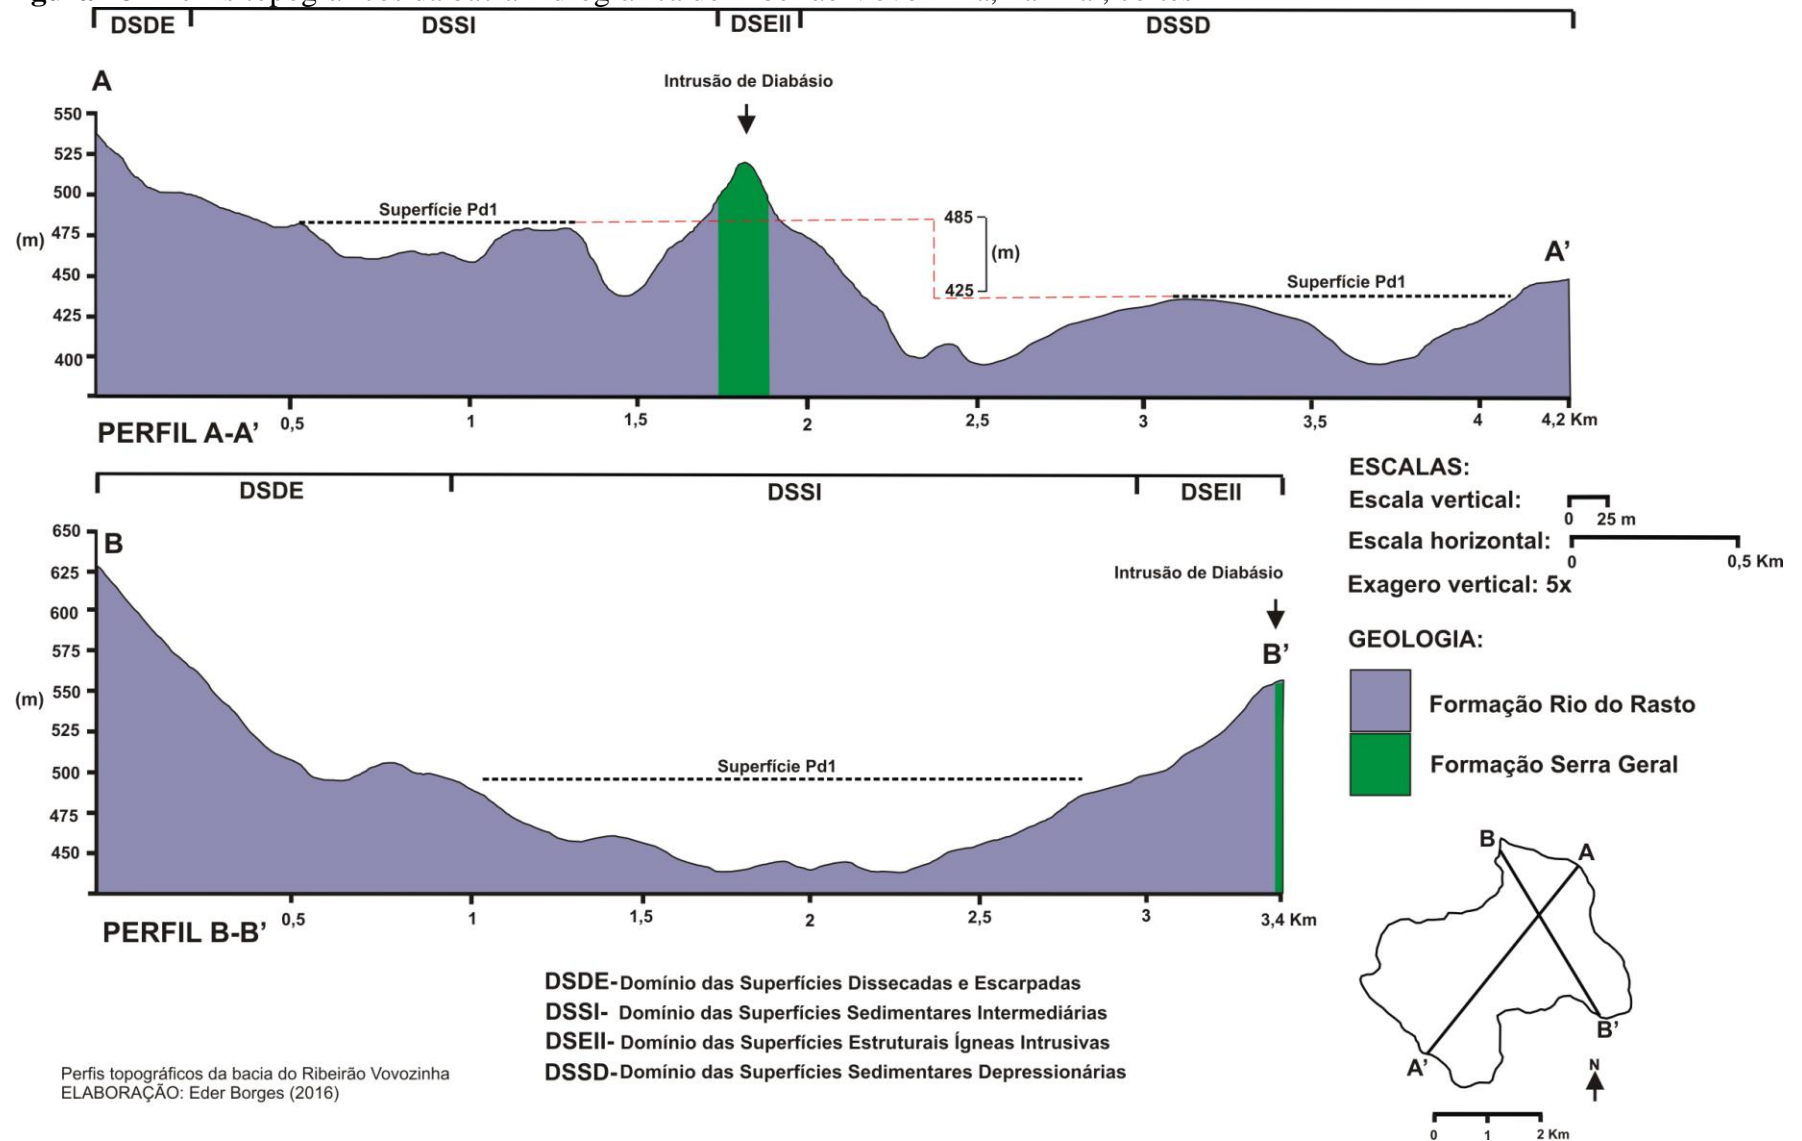 DSDE DSSI DSEII DSSD
A
Intrusão de Diabásio
550
525
500
475
(m)
450
425
400
Superfície Pd1
485
(m)
425
Superfície Pd1
A'
0,5 1 1,5 2 2,5 3 3,5 4 4,2 Km
PERFIL A-A'
DSDE DSSI DSEII
B
650
625
600
575
(m)
550
525
500
475
450
Intrusão de Diabásio
B'
Superfície Pd1
0,5 1 1,5 2 2,5 3 3,4 Km
PERFIL B-B'
ESCALAS:
Escala vertical:
0 25 m
Escala horizontal:
0 0,5 Km
Exagero vertical: 5x
GEOLOGIA:
Formação Rio do Rasto
Formação Serra Geral
B
A
B'
A'
N
0 1 2 Km
DSDE-Domínio das Superfícies Dissecadas e Escarpadas
DSSI- Domínio das Superfícies Sedimentares Intermediárias
DSEII- Domínio das Superfícies Estruturais Ígneas Intrusivas
DSSD-Domínio das Superfícies Sedimentares Depressionárias
Perfis topográficos da bacia do Ribeirão Vovozinha
ELABORAÇÃO: Eder Borges (2016)